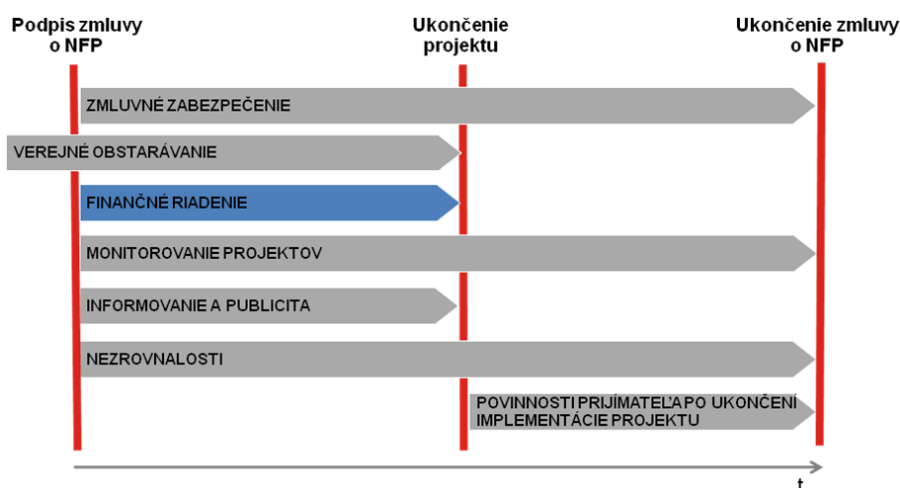 Podpis zmluvy
o NFP
Ukončenie
projektu
Ukončenie zmluvy
o NFP
ZMLUVNÉ ZABEZPEČENIE
VEREJNÉ OBSTARÁVANIE
FINANČNÉ RIADENIE
MONITOROVANIE PROJEKTOV
INFORMOVANIE A PUBLICITA
NEZROVNALOSTI
POVINNOSTI PRIJÍMATEĽA PO UKONČENÍ
IMPLEMENTÁCIE PROJEKTU
t